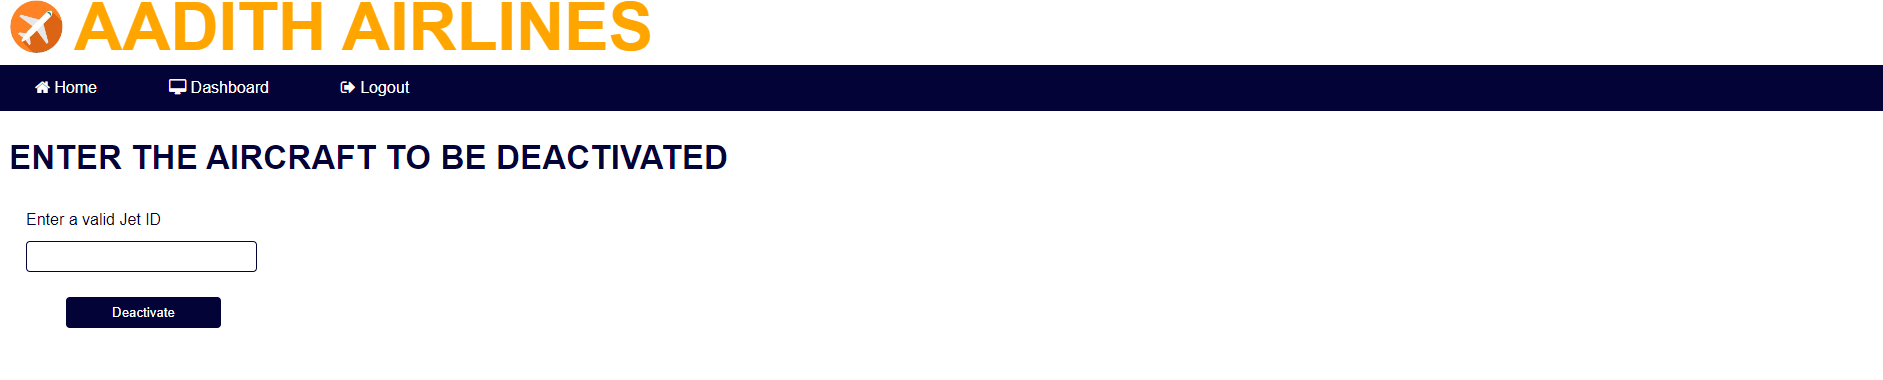 AADITH AIRLINES
Home Dashboard Logout
ENTER THE AIRCRAFT TO BE DEACTIVATED
Enter a valid Jet ID
Deactivate